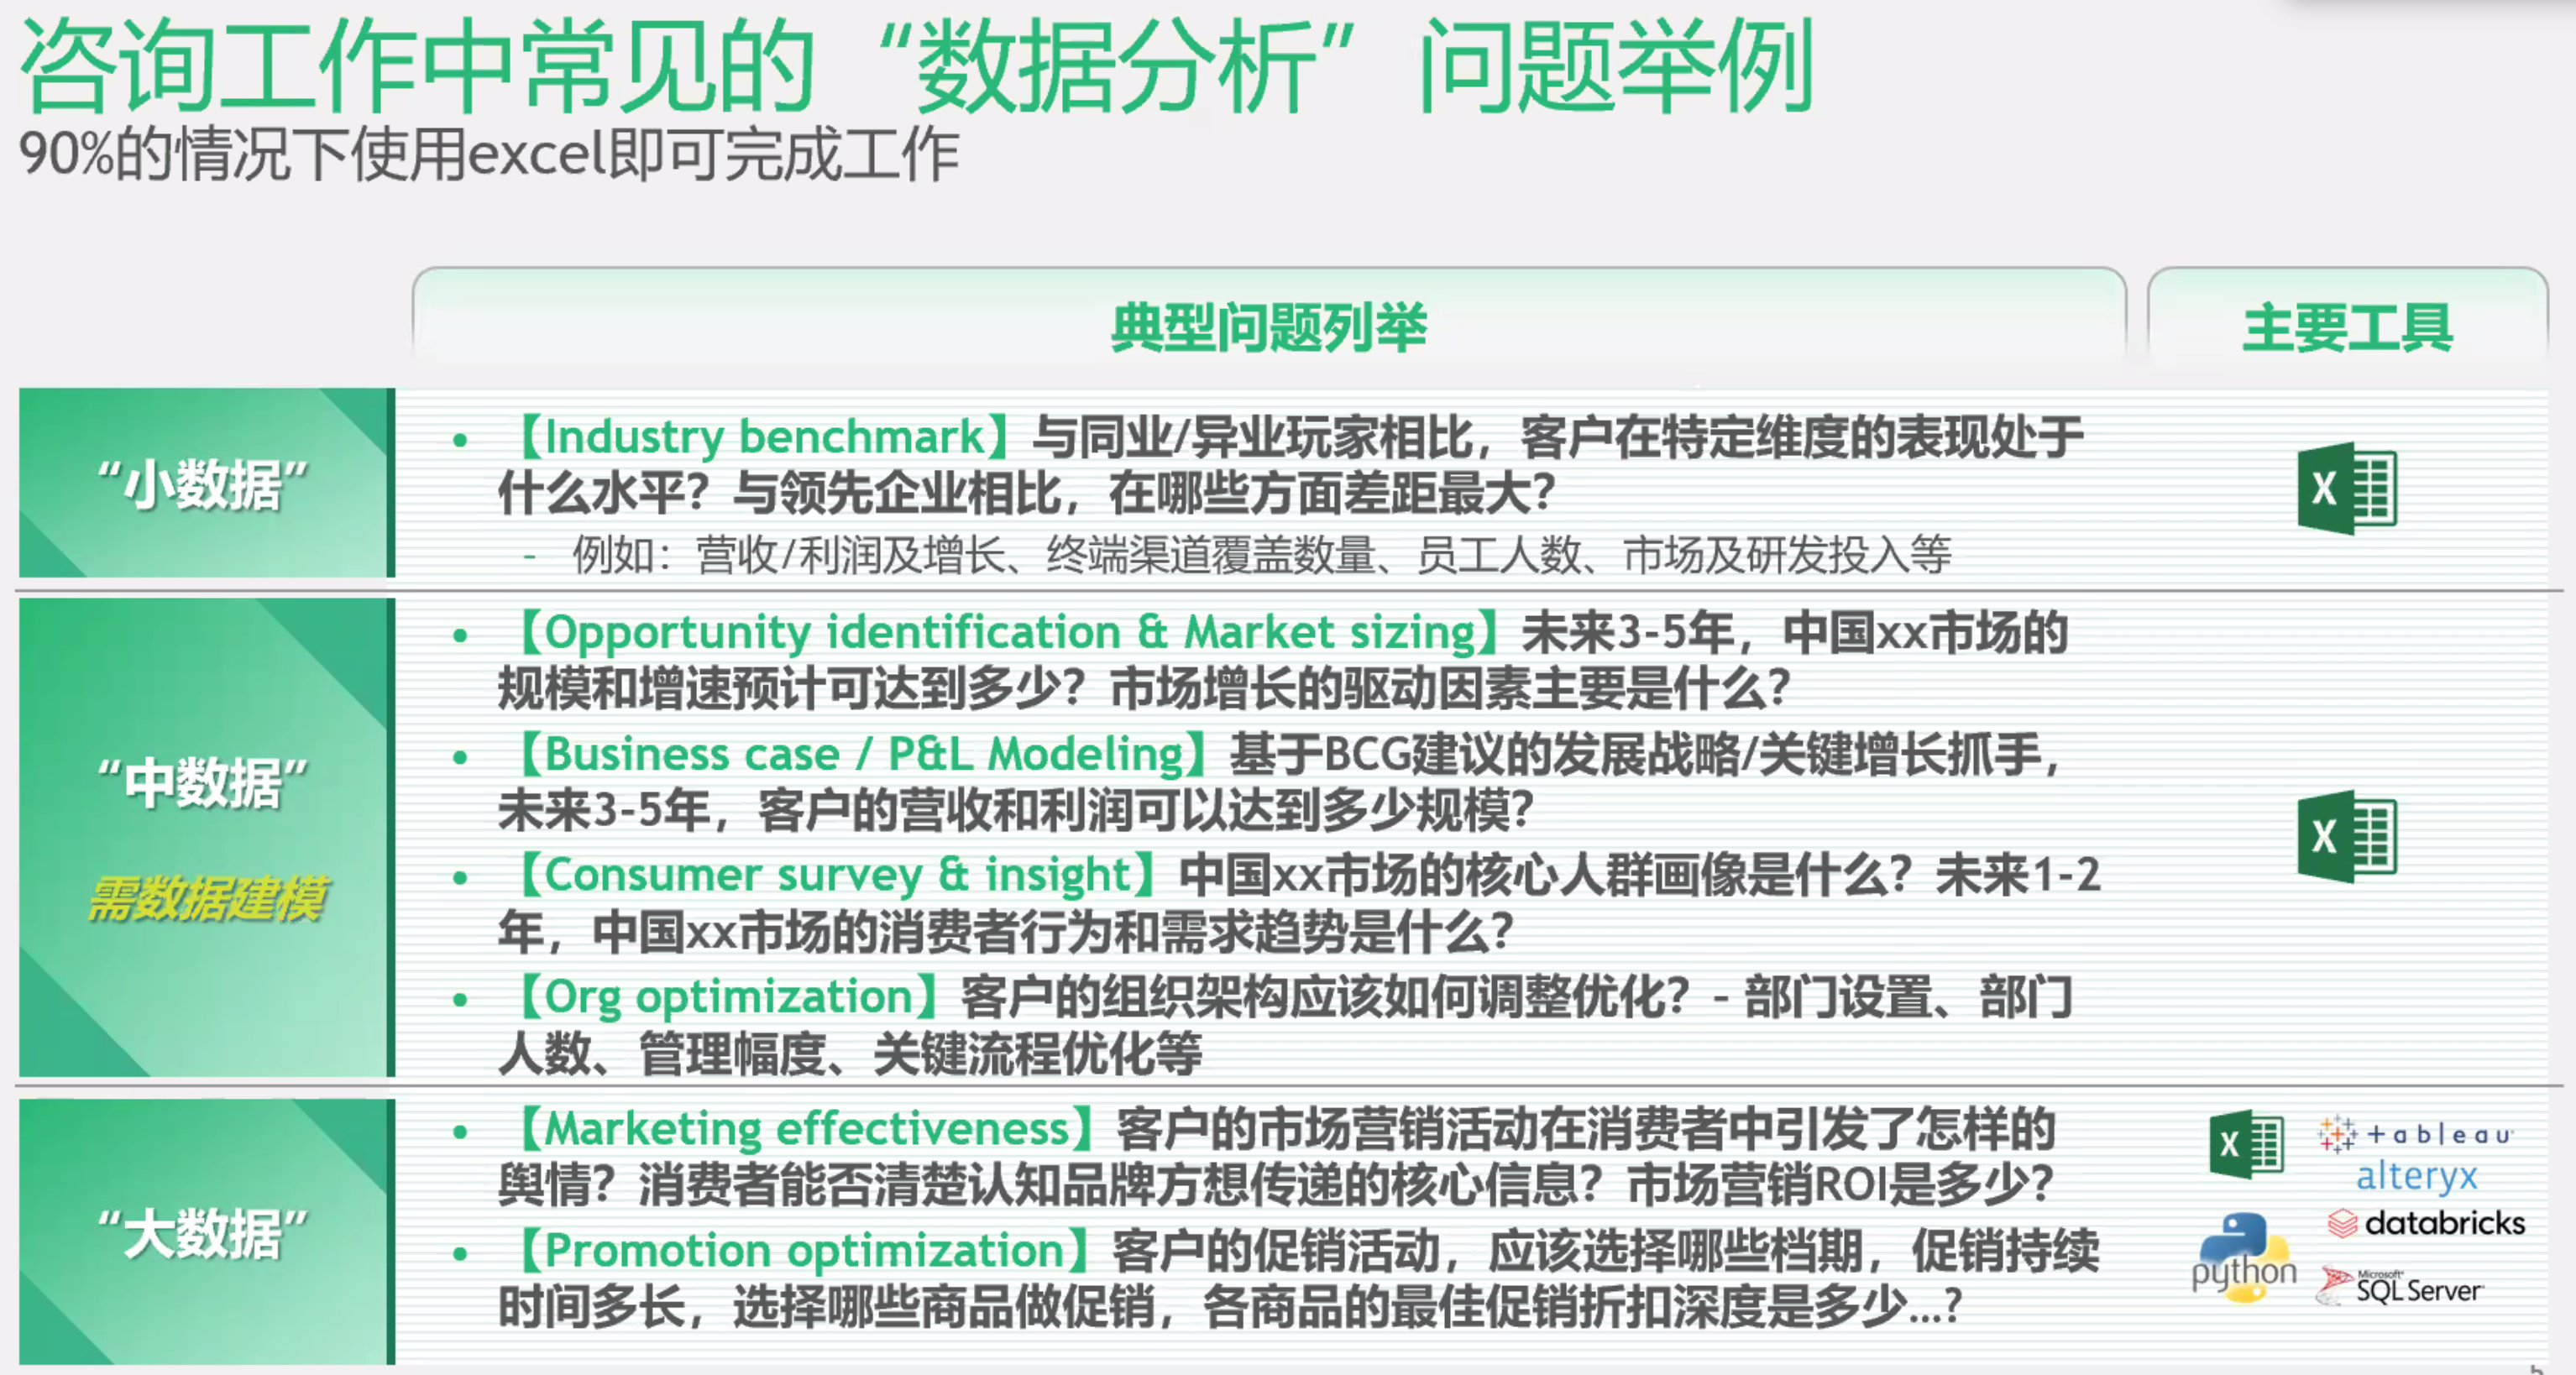 咨询工作中常见的“数据分析”问题举例
90%的情况下使用excel即可完成工作
典型问题列举
主要工具
“小数据”
• 【Industry benchmark】与同业/异业玩家相比，客户在特定维度的表现处于
什么水平？与领先企业相比，在哪些方面差距最大？
- 例如：营收/利润及增长、终端渠道覆盖数量、员工人数、市场及研发投入等
X
“中数据”
需数据建模
• 【Opportunity identification & Market sizing】未来3-5年，中国xx市场的
规模和增速预计可达到多少？市场增长的驱动因素主要是什么？
• 【Business case / P&L Modeling】基于BCG建议的发展战略/关键增长抓手，
未来3-5年，客户的营收和利润可以达到多少规模？
• 【Consumer survey & insight】中国xx市场的核心人群画像是什么？未来1-2
年，中国xx市场的消费者行为和需求趋势是什么？
• 【Org optimization】客户的组织架构应该如何调整优化？- 部门设置、部门
人数、管理幅度、关键流程优化等
X
“大数据”
• 【Marketing effectiveness】客户的市场营销活动在消费者中引发了怎样的
舆情？消费者能否清楚认知品牌方想传递的核心信息？市场营销ROI是多少？
• 【Promotion optimization】客户的促销活动，应该选择哪些档期，促销持续
时间多长，选择哪些商品做促销，各商品的最佳促销折扣深度是多少...?
X
+ableau
alteryx
databricks
python
Microsoft
SQL Server